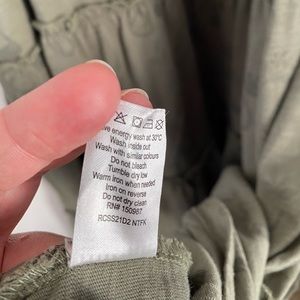 energy wash at 30°C
Wash inside out
Wash with similar colours
Do not bleach
Tumble dry low
Warm iron when needed
Iron on reverse
Do not dry clean
RN# 150987
RCSS21D2 NTFK